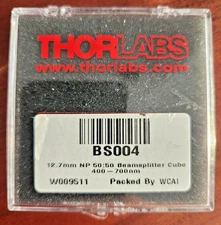 THORLABS
www.thorlabs.com
BS004
12.7mm NP 50:50 Beamsplitter Cube
400-700nm
W009511 Packed By WCAI